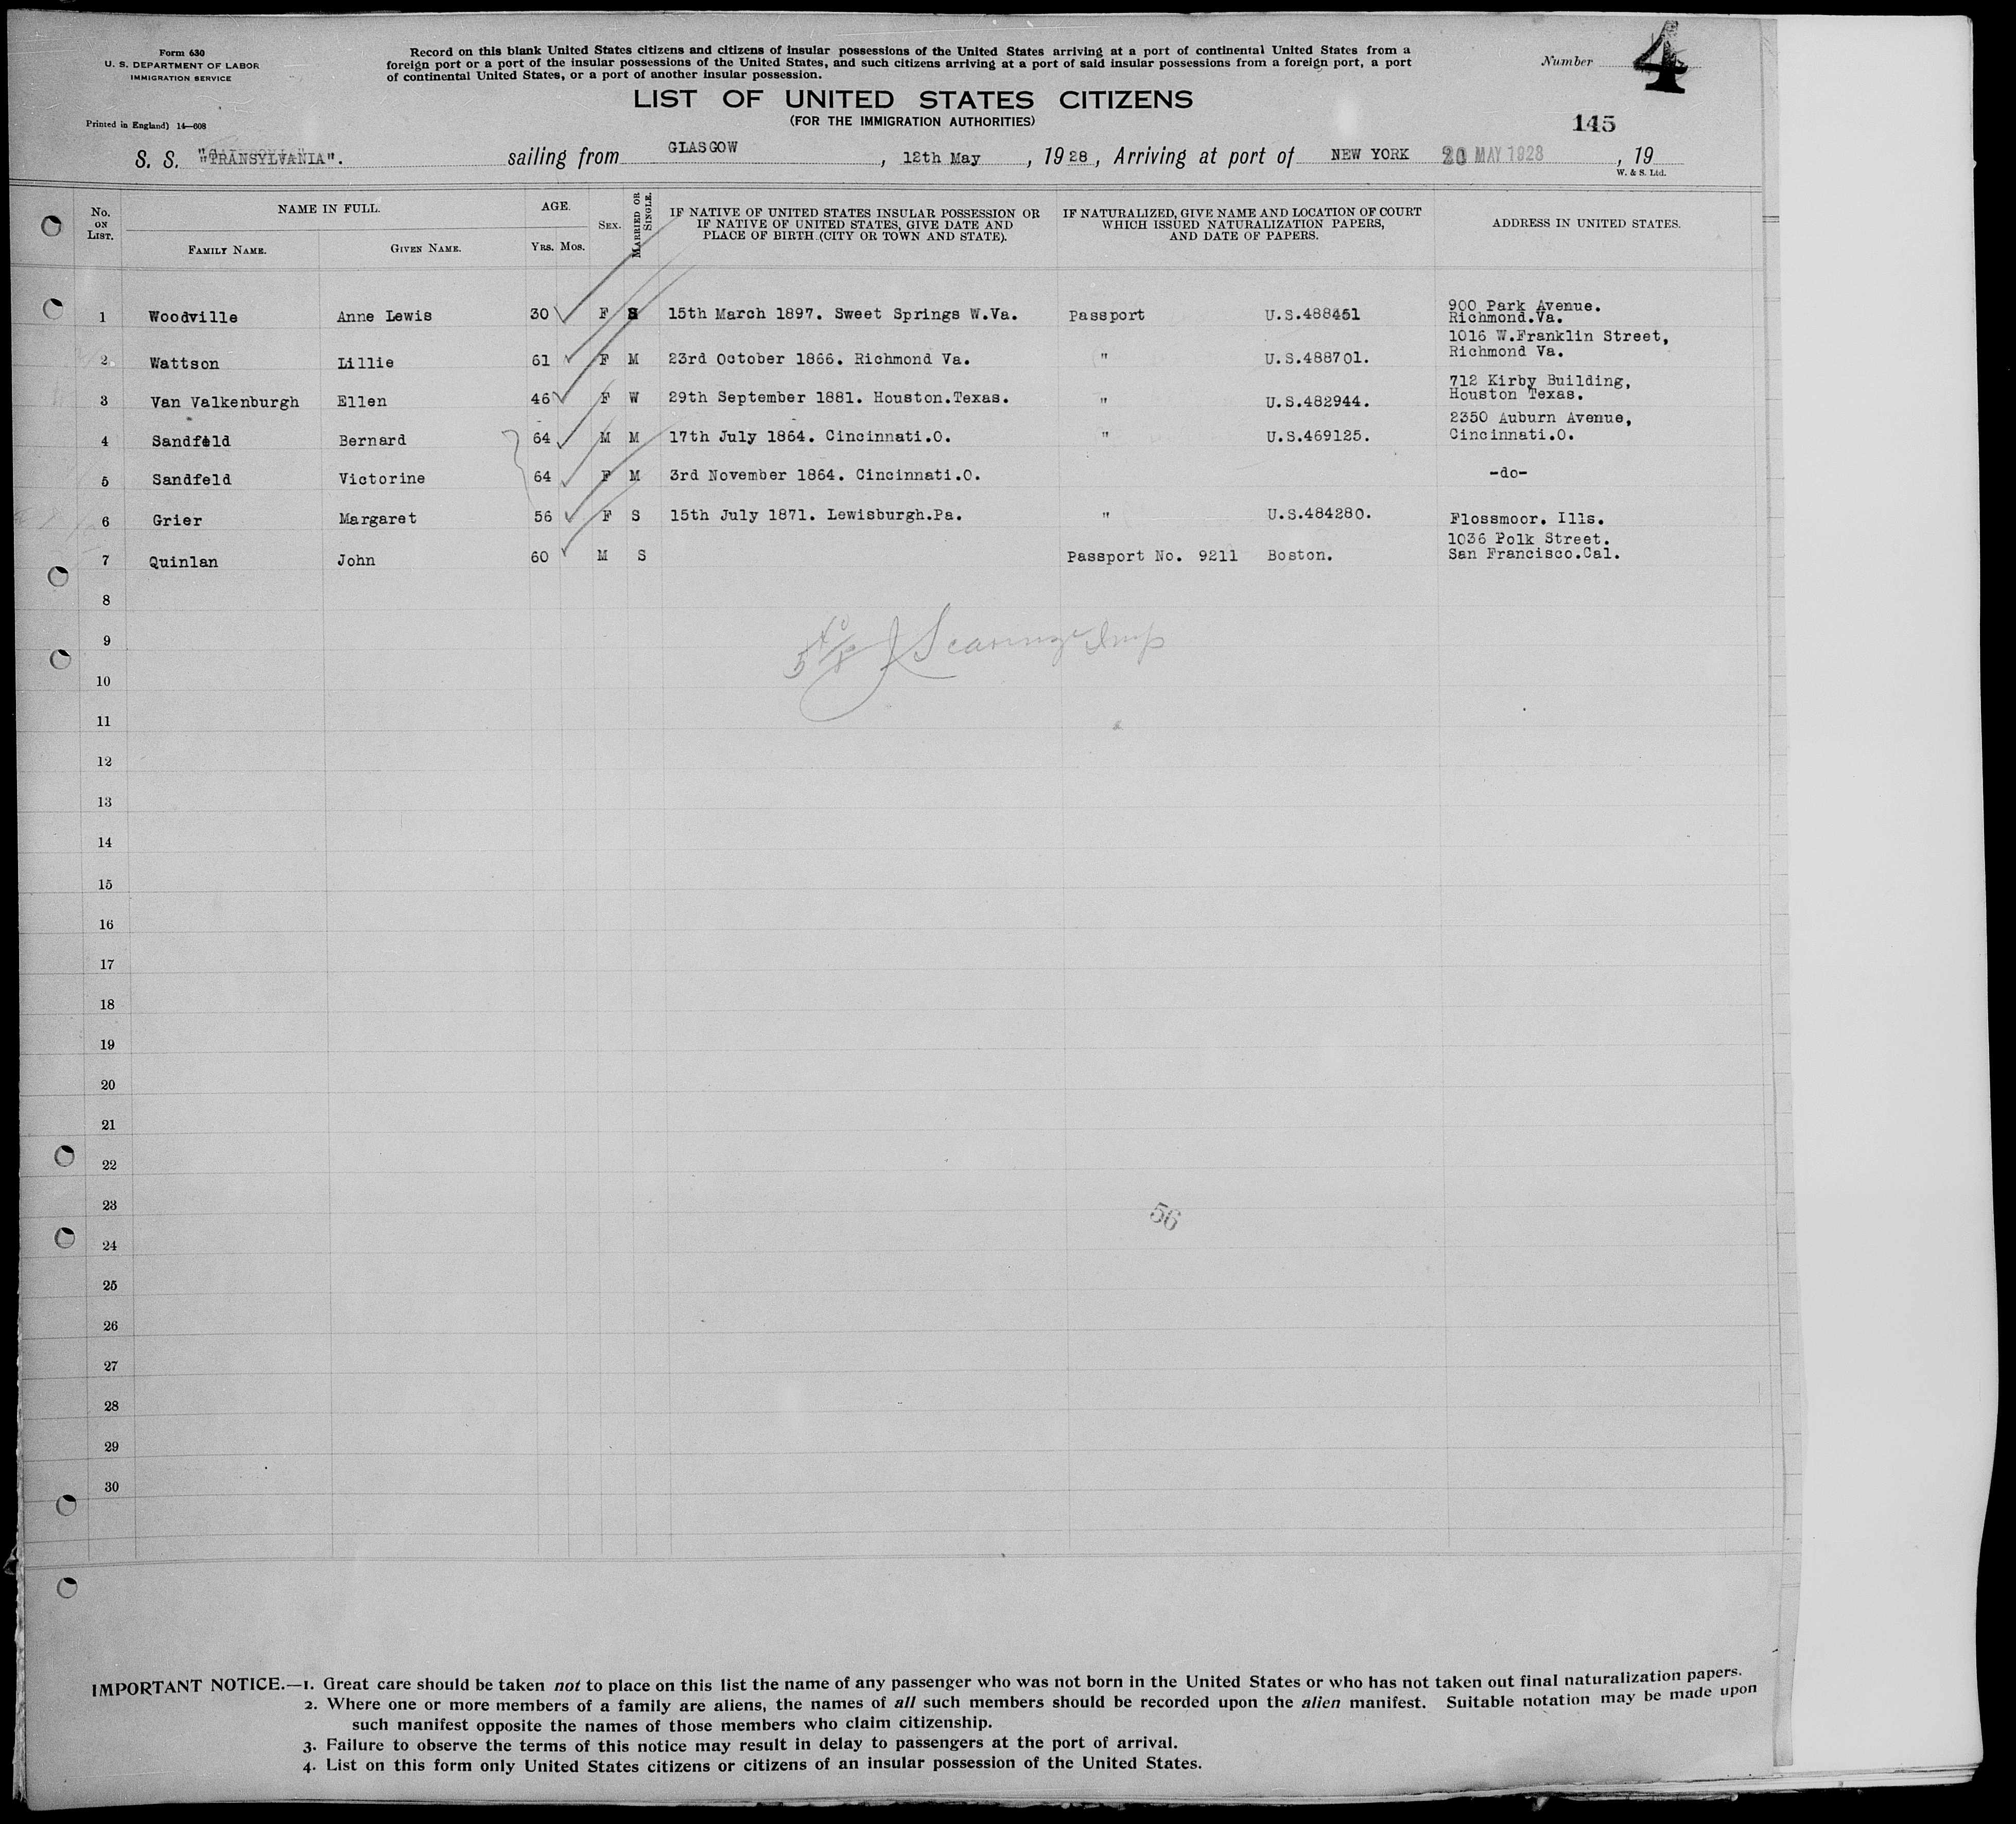 Form 630
U. S. DEPARTMENT OF LABOR
IMMIGRATION SERVICE
Printed in England) 14—608
Record on this blank United States citizens and citizens of insular possessions of the United States arriving at a port of continental United States from a
foreign port or a port of the insular possessions of the United States, and such citizens arriving at a port of said insular possessions from a foreign port, a port
of continental United States, or a port of another insular possession.
Number 4
LIST OF UNITED STATES CITIZENS
(FOR THE IMMIGRATION AUTHORITIES)
145
S. S. "TRANSYLVANIA". sailing from GLASGOW, 12th May, 1928, Arriving at port of NEW YORK 20 MAY 1928, 19
W. & S. Ltd.
No. ON LIST. NAME IN FULL. FAMILY NAME. GIVEN NAME. AGE. YRS. MOS. SEX. MARRIED OR SINGLE. IF NATIVE OF UNITED STATES INSULAR POSSESSION OR IF NATIVE OF UNITED STATES, GIVE DATE AND PLACE OF BIRTH (CITY OR TOWN AND STATE). IF NATURALIZED, GIVE NAME AND LOCATION OF COURT WHICH ISSUED NATURALIZATION PAPERS, AND DATE OF PAPERS. ADDRESS IN UNITED STATES.
1 Woodville Anne Lewis 30 F S 15th March 1897. Sweet Springs W.Va. Passport U.S.488451 900 Park Avenue. Richmond.Va.
2 Wattson Lillie 61 F M 23rd October 1866. Richmond Va. " U.S.488701. 1016 W.Franklin Street, Richmond Va.
3 Van Valkenburgh Ellen 46 F W 29th September 1881. Houston.Texas. " U.S.482944. 712 Kirby Building, Houston Texas.
4 Sandfeld Bernard 64 M M 17th July 1864. Cincinnati.O. " U.S.469125. 2350 Auburn Avenue, Cincinnati.O.
5 Sandfeld Victorine 64 F M 3rd November 1864. Cincinnati.O. -do-
6 Grier Margaret 56 F S 15th July 1871. Lewisburgh.Pa. " U.S.484280. Flossmoor. Ills.
7 Quinlan John 60 M S Passport No. 9211 Boston. 1036 Polk Street. San Francisco.Cal.
8
9
10
11
12
13
14
15
16
17
18
19
20
21
22
23
56
24
25
26
27
28
29
30
IMPORTANT NOTICE.—1. Great care should be taken not to place on this list the name of any passenger who was not born in the United States or who has not taken out final naturalization papers.
2. Where one or more members of a family are aliens, the names of all such members should be recorded upon the alien manifest. Suitable notation may be made upon
such manifest opposite the names of those members who claim citizenship.
3. Failure to observe the terms of this notice may result in delay to passengers at the port of arrival.
4. List on this form only United States citizens or citizens of an insular possession of the United States.